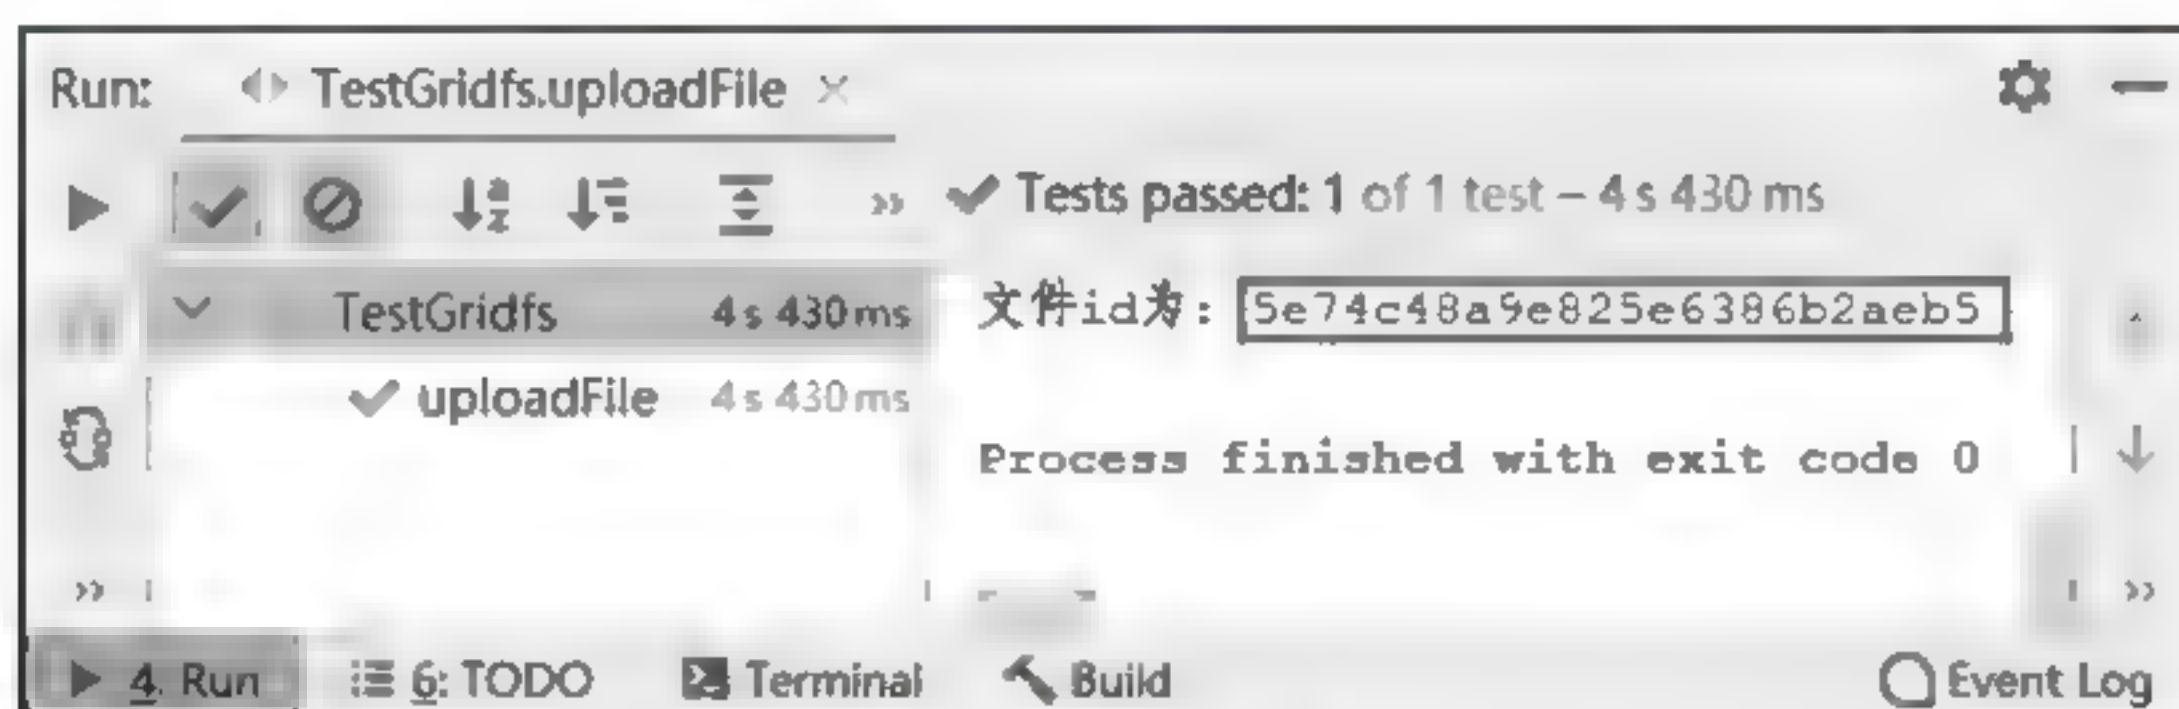 Run: TestGridfs.uploadFile ×
Tests passed: 1 of 1 test – 4 s 430 ms
TestGridfs 4 s 430 ms
uploadFile 4 s 430 ms
文件id为: 5e74c48a9e825e6386b2aeb5
Process finished with exit code 0
4. Run 6: TODO Terminal Build Event Log